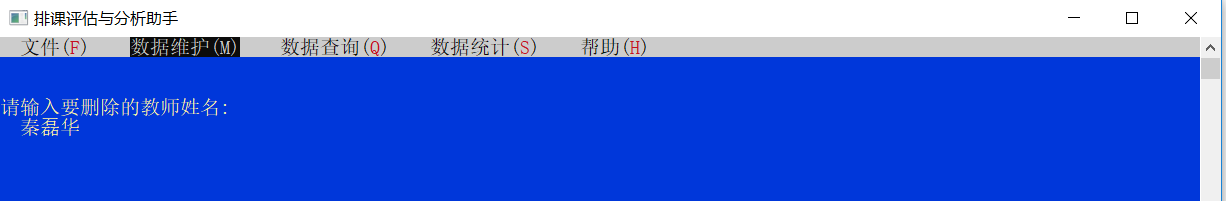 排课评估与分析助手
文件(F) 数据维护(M) 数据查询(Q) 数据统计(S) 帮助(H)
请输入要删除的教师姓名:
秦磊华